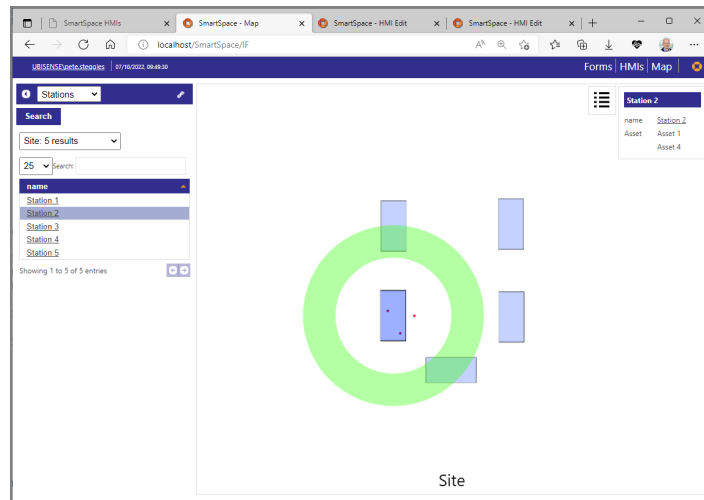 SmartSpace HMIs
SmartSpace - Map
SmartSpace - HMI Edit
SmartSpace - HMI Edit
localhost/SmartSpace/IF
UBISENSE\pete.steggles 07/10/2022, 09:49:30
Forms HMIs Map
Stations
Search
Site: 5 results
25 Search:
name
Station 1
Station 2
Station 3
Station 4
Station 5
Showing 1 to 5 of 5 entries
Station 2
name Station 2
Asset Asset 1
Asset 4
Site